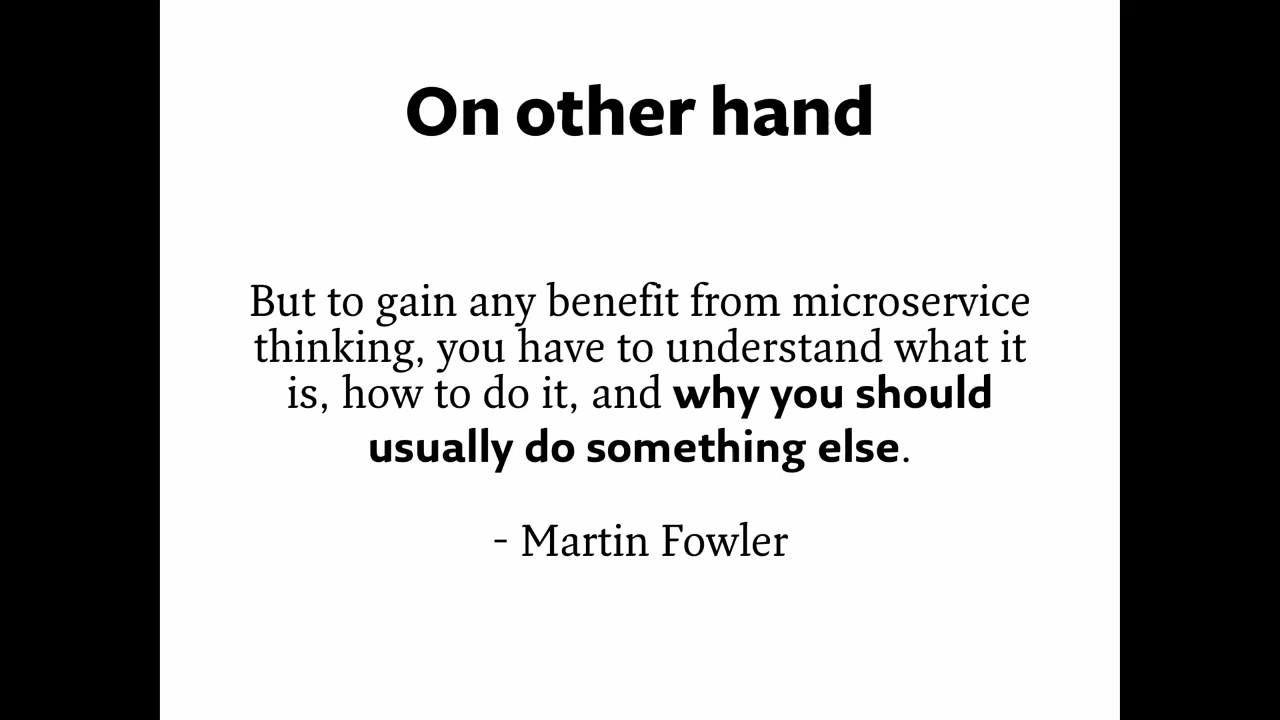 On other hand
But to gain any benefit from microservice
thinking, you have to understand what it
is, how to do it, and why you should
usually do something else.
- Martin Fowler